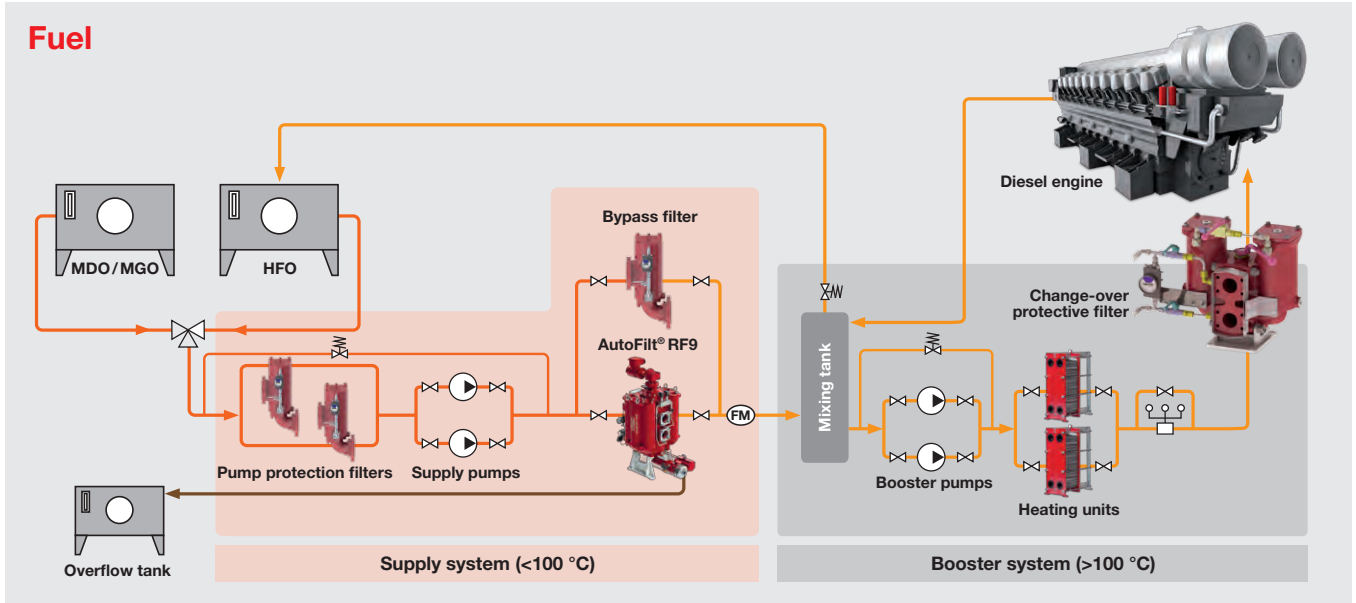 Fuel
Diesel engine
MDO / MGO
HFO
Bypass filter
Change-over
protective filter
AutoFilt® RF9
FM
Mixing tank
Pump protection filters
Supply pumps
Booster pumps
Heating units
Overflow tank
Supply system (<100 °C)
Booster system (>100 °C)